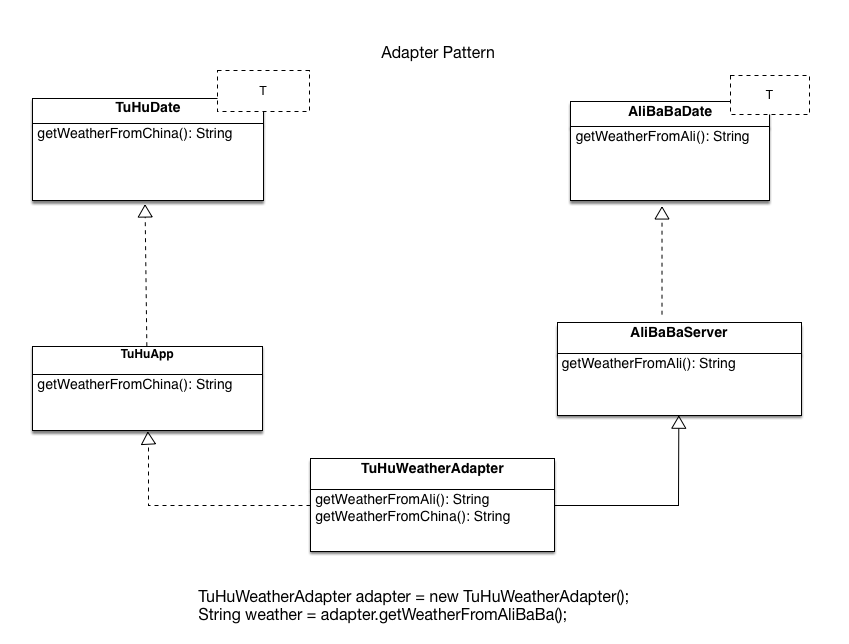 Adapter Pattern
T
TuHuDate
getWeatherFromChina(): String
T
AliBaBaDate
getWeatherFromAli(): String
TuHuApp
getWeatherFromChina(): String
AliBaBaServer
getWeatherFromAli(): String
TuHuWeatherAdapter
getWeatherFromAli(): String
getWeatherFromChina(): String
TuHuWeatherAdapter adapter = new TuHuWeatherAdapter();
String weather = adapter.getWeatherFromAliBaBa();